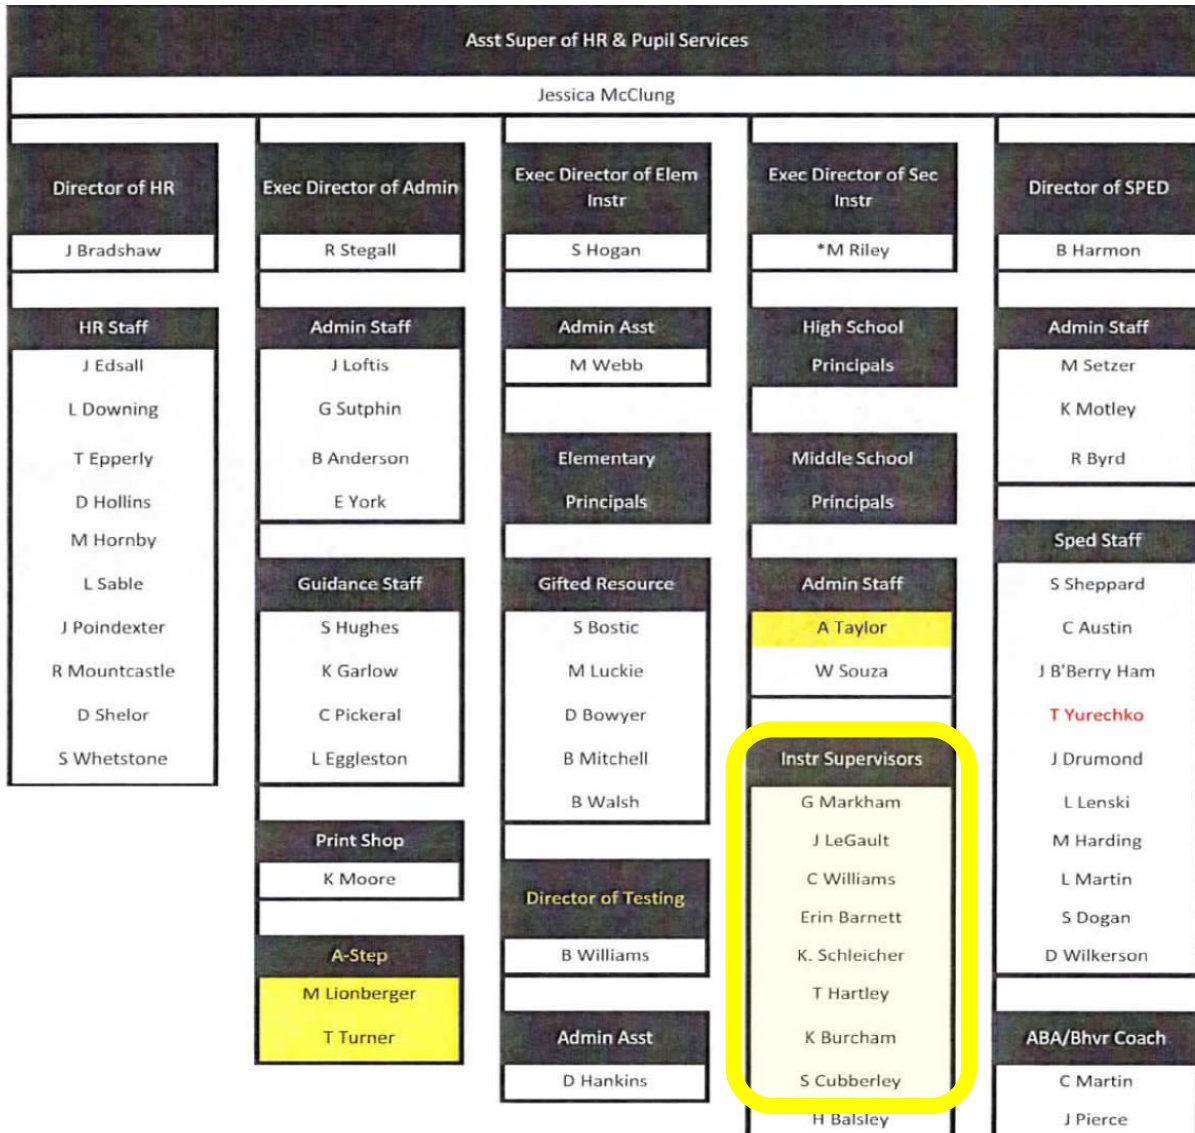 Asst Super of HR & Pupil Services
Jessica McClung
Director of HR
J Bradshaw
HR Staff
J Edsall
L Downing
T Epperly
D Hollins
M Hornby
L Sable
J Poindexter
R Mountcastle
D Shelor
S Whetstone
Exec Director of Admin
R Stegall
Admin Staff
J Loftis
G Sutphin
B Anderson
E York
Guidance Staff
S Hughes
K Garlow
C Pickeral
L Eggleston
Print Shop
K Moore
A-Step
M Lionberger
T Turner
Exec Director of Elem
Instr
S Hogan
Admin Asst
M Webb
Elementary
Principals
Gifted Resource
S Bostic
M Luckie
D Bowyer
B Mitchell
B Walsh
Director of Testing
B Williams
Admin Asst
D Hankins
Exec Director of Sec
Instr
*M Riley
High School
Principals
Middle School
Principals
Admin Staff
A Taylor
W Souza
Instr Supervisors
G Markham
J LeGault
C Williams
Erin Barnett
K. Schleicher
T Hartley
K Burcham
S Cubberley
H Balsley
Director of SPED
B Harmon
Admin Staff
M Setzer
K Motley
R Byrd
Sped Staff
S Sheppard
C Austin
J B'Berry Ham
T Yurechko
J Drumond
L Lenski
M Harding
L Martin
S Dogan
D Wilkerson
ABA/Bhvr Coach
C Martin
J Pierce